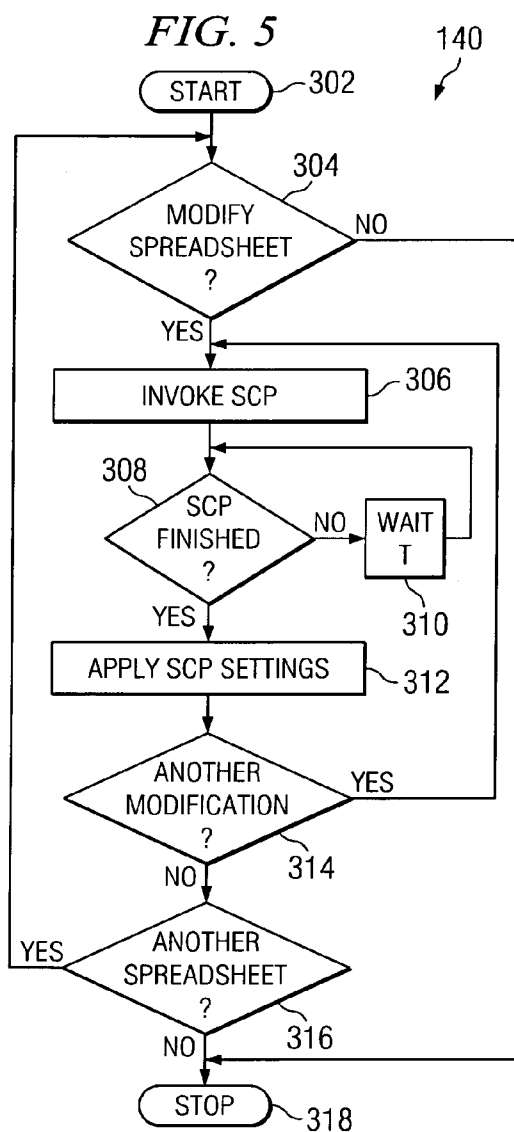 FIG. 5
140
START
302
304
MODIFY
SPREADSHEET
?
NO
YES
INVOKE SCP
306
308
SCP
FINISHED
?
NO
WAIT
T
310
YES
APPLY SCP SETTINGS
312
ANOTHER
MODIFICATION
?
YES
314
NO
YES
ANOTHER
SPREADSHEET
?
316
NO
STOP
318